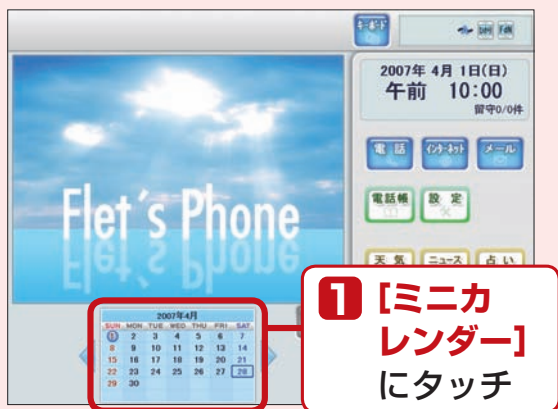 キーボード
2007年 4月 1日(日)
午前 10:00
留守0/0件
電話 インターネット メール
電話帳 設定
天気 ニュース 占い
Flet's Phone
2007年4月
SUN MON TUE WED THU FRI SAT
1 2 3 4 5 6 7
8 9 10 11 12 13 14
15 16 17 18 19 20 21
22 23 24 25 26 27 28
29 30
1 [ミニカ
レンダー]
にタッチ